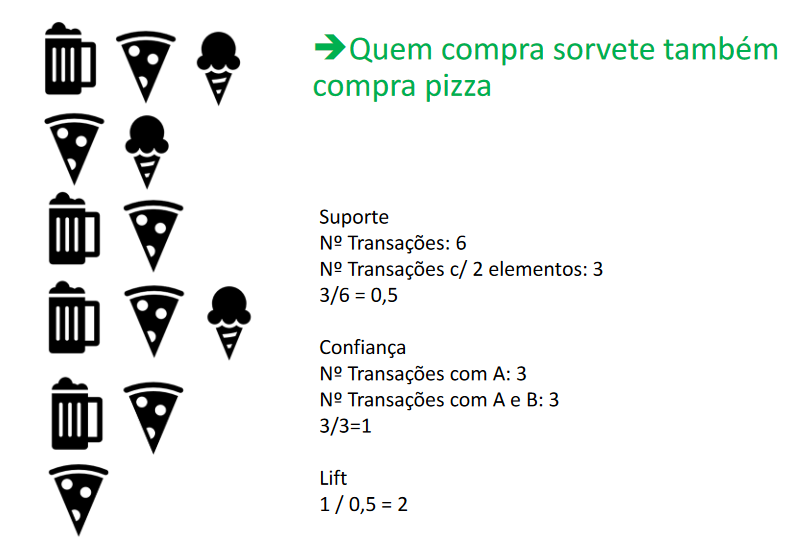 ➔Quem compra sorvete também
compra pizza
Suporte
Nº Transações: 6
Nº Transações c/ 2 elementos: 3
3/6 = 0,5
Confiança
Nº Transações com A: 3
Nº Transações com A e B: 3
3/3=1
Lift
1 / 0,5 = 2